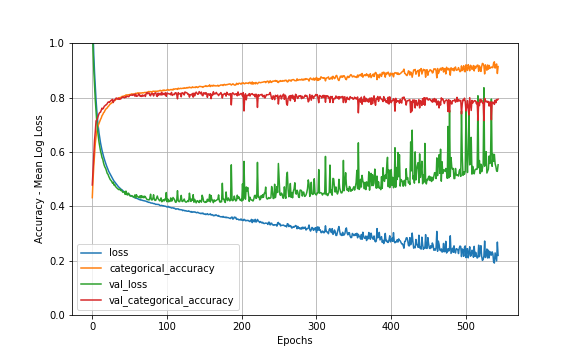 1.0
0.8
0.6
0.4
0.2
0.0
Accuracy - Mean Log Loss
loss
categorical_accuracy
val_loss
val_categorical_accuracy
0 100 200 300 400 500
Epochs